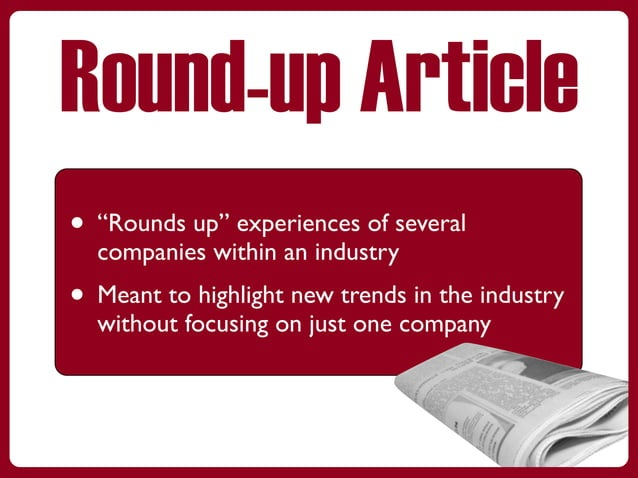 Round-up Article
• “Rounds up” experiences of several
companies within an industry
• Meant to highlight new trends in the industry
without focusing on just one company